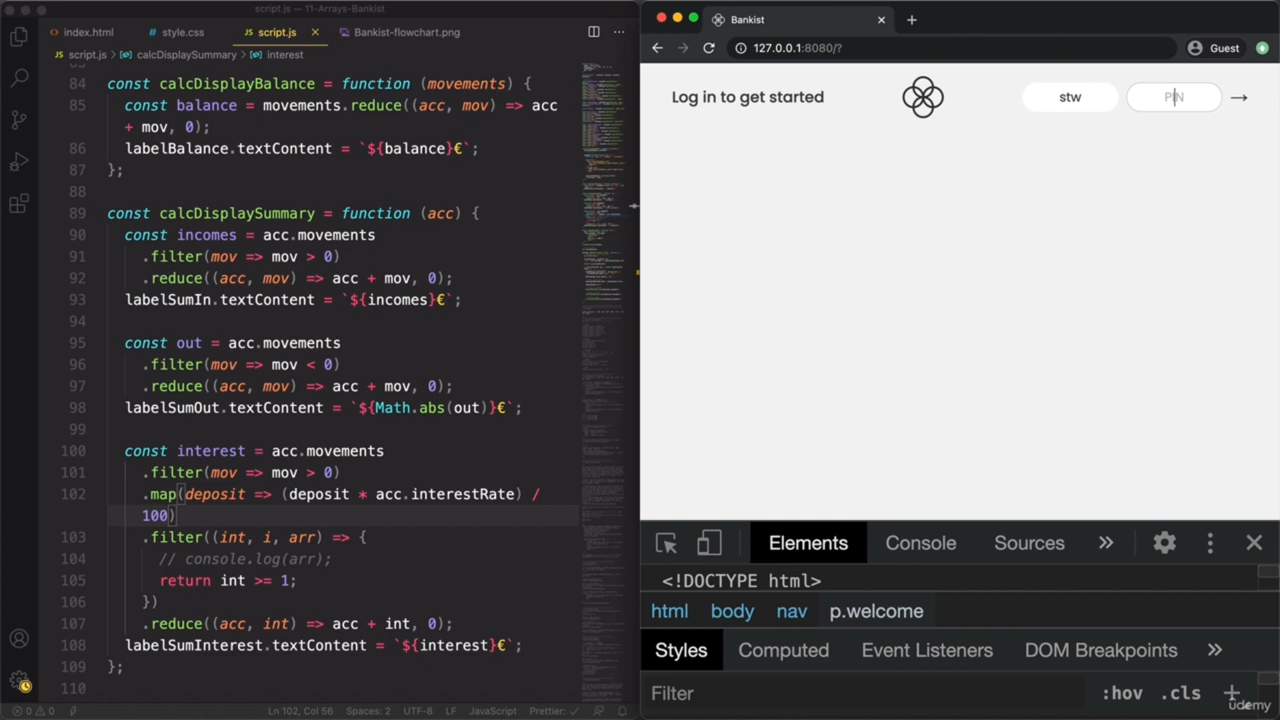 script.js — 11-Arrays-Bankist
index.html
style.css
JS script.js
Bankist-flowchart.png
JS script.js > calcDisplaySummary > interest
84 const calcDisplayBalance = function (movements) {
85 const balance = movements.reduce((acc, mov) => acc
+ mov, 0);
86 labelBalance.textContent = `${balance}€`;
87 };
88
89 const calcDisplaySummary = function (acc) {
90 const incomes = acc.movements
91 .filter(mov => mov > 0)
92 .reduce((acc, mov) => acc + mov, 0);
93 labelSumIn.textContent = `${incomes}€`;
94
95 const out = acc.movements
96 .filter(mov => mov < 0)
97 .reduce((acc, mov) => acc + mov, 0);
98 labelSumOut.textContent = `${Math.abs(out)}€`;
99
100 const interest = acc.movements
101 .filter(mov => mov > 0)
102 .map(deposit => (deposit * acc.interestRate) /
100)
103 .filter((int, i, arr) => {
104 // console.log(arr);
105 return int >= 1;
106 })
107 .reduce((acc, int) => acc + int, 0);
108 labelSumInterest.textContent = `${interest}€`;
109 };
110
0 0 Ln 102, Col 56 Spaces: 2 UTF-8 LF JavaScript Prettier: ✓
Bankist
127.0.0.1:8080/?
Guest
Log in to get started
stw
PIN
→
Elements Console Sources »
<!DOCTYPE html>
html body nav p.welcome
Styles Computed Event Listeners DOM Breakpoints »
Filter :hov .cls +
udemy